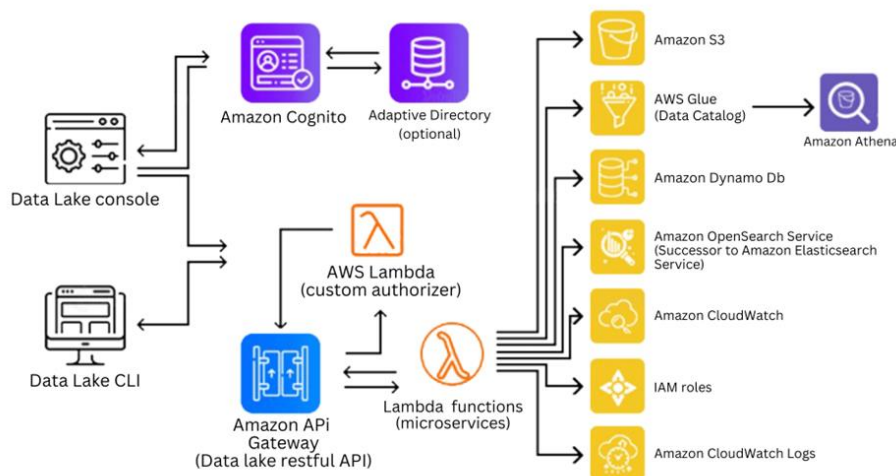 Amazon S3
Amazon Cognito
Adaptive Directory
(optional)
AWS Glue
(Data Catalog)
Amazon Athena
Data Lake console
Amazon Dynamo Db
AWS Lambda
(custom authorizer)
Amazon OpenSearch Service
(Successor to Amazon Elasticsearch
Service)
Amazon CloudWatch
Data Lake CLI
Amazon APi
Gateway
(Data lake restful API)
Lambda functions
(microservices)
IAM roles
Amazon CloudWatch Logs